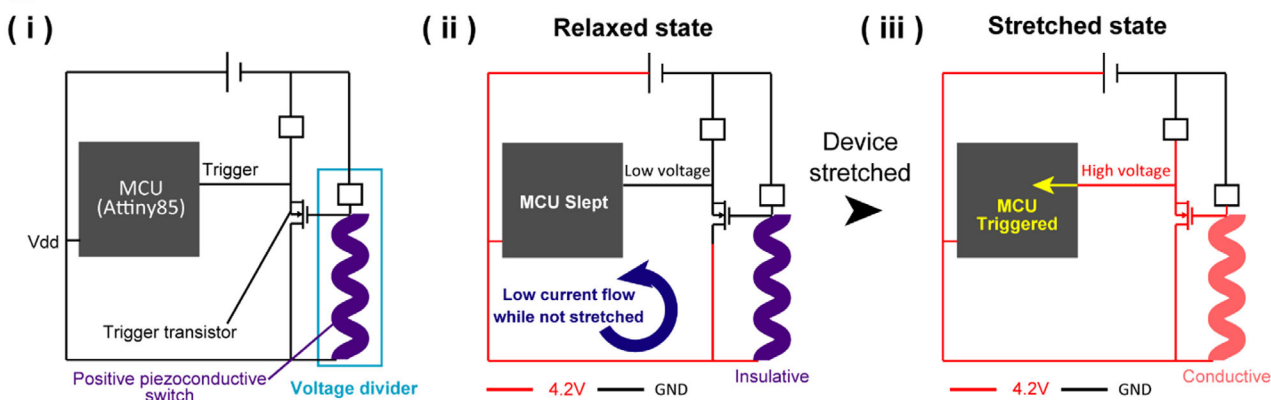 ( i )
MCU
(Attiny85)
Trigger
Vdd
Trigger transistor
Positive piezoconductive
switch
Voltage divider
( ii )
Relaxed state
MCU Slept
Low voltage
Low current flow
while not stretched
Insulative
4.2V
GND
Device
stretched
( iii )
Stretched state
MCU
Triggered
High voltage
4.2V
GND
Conductive